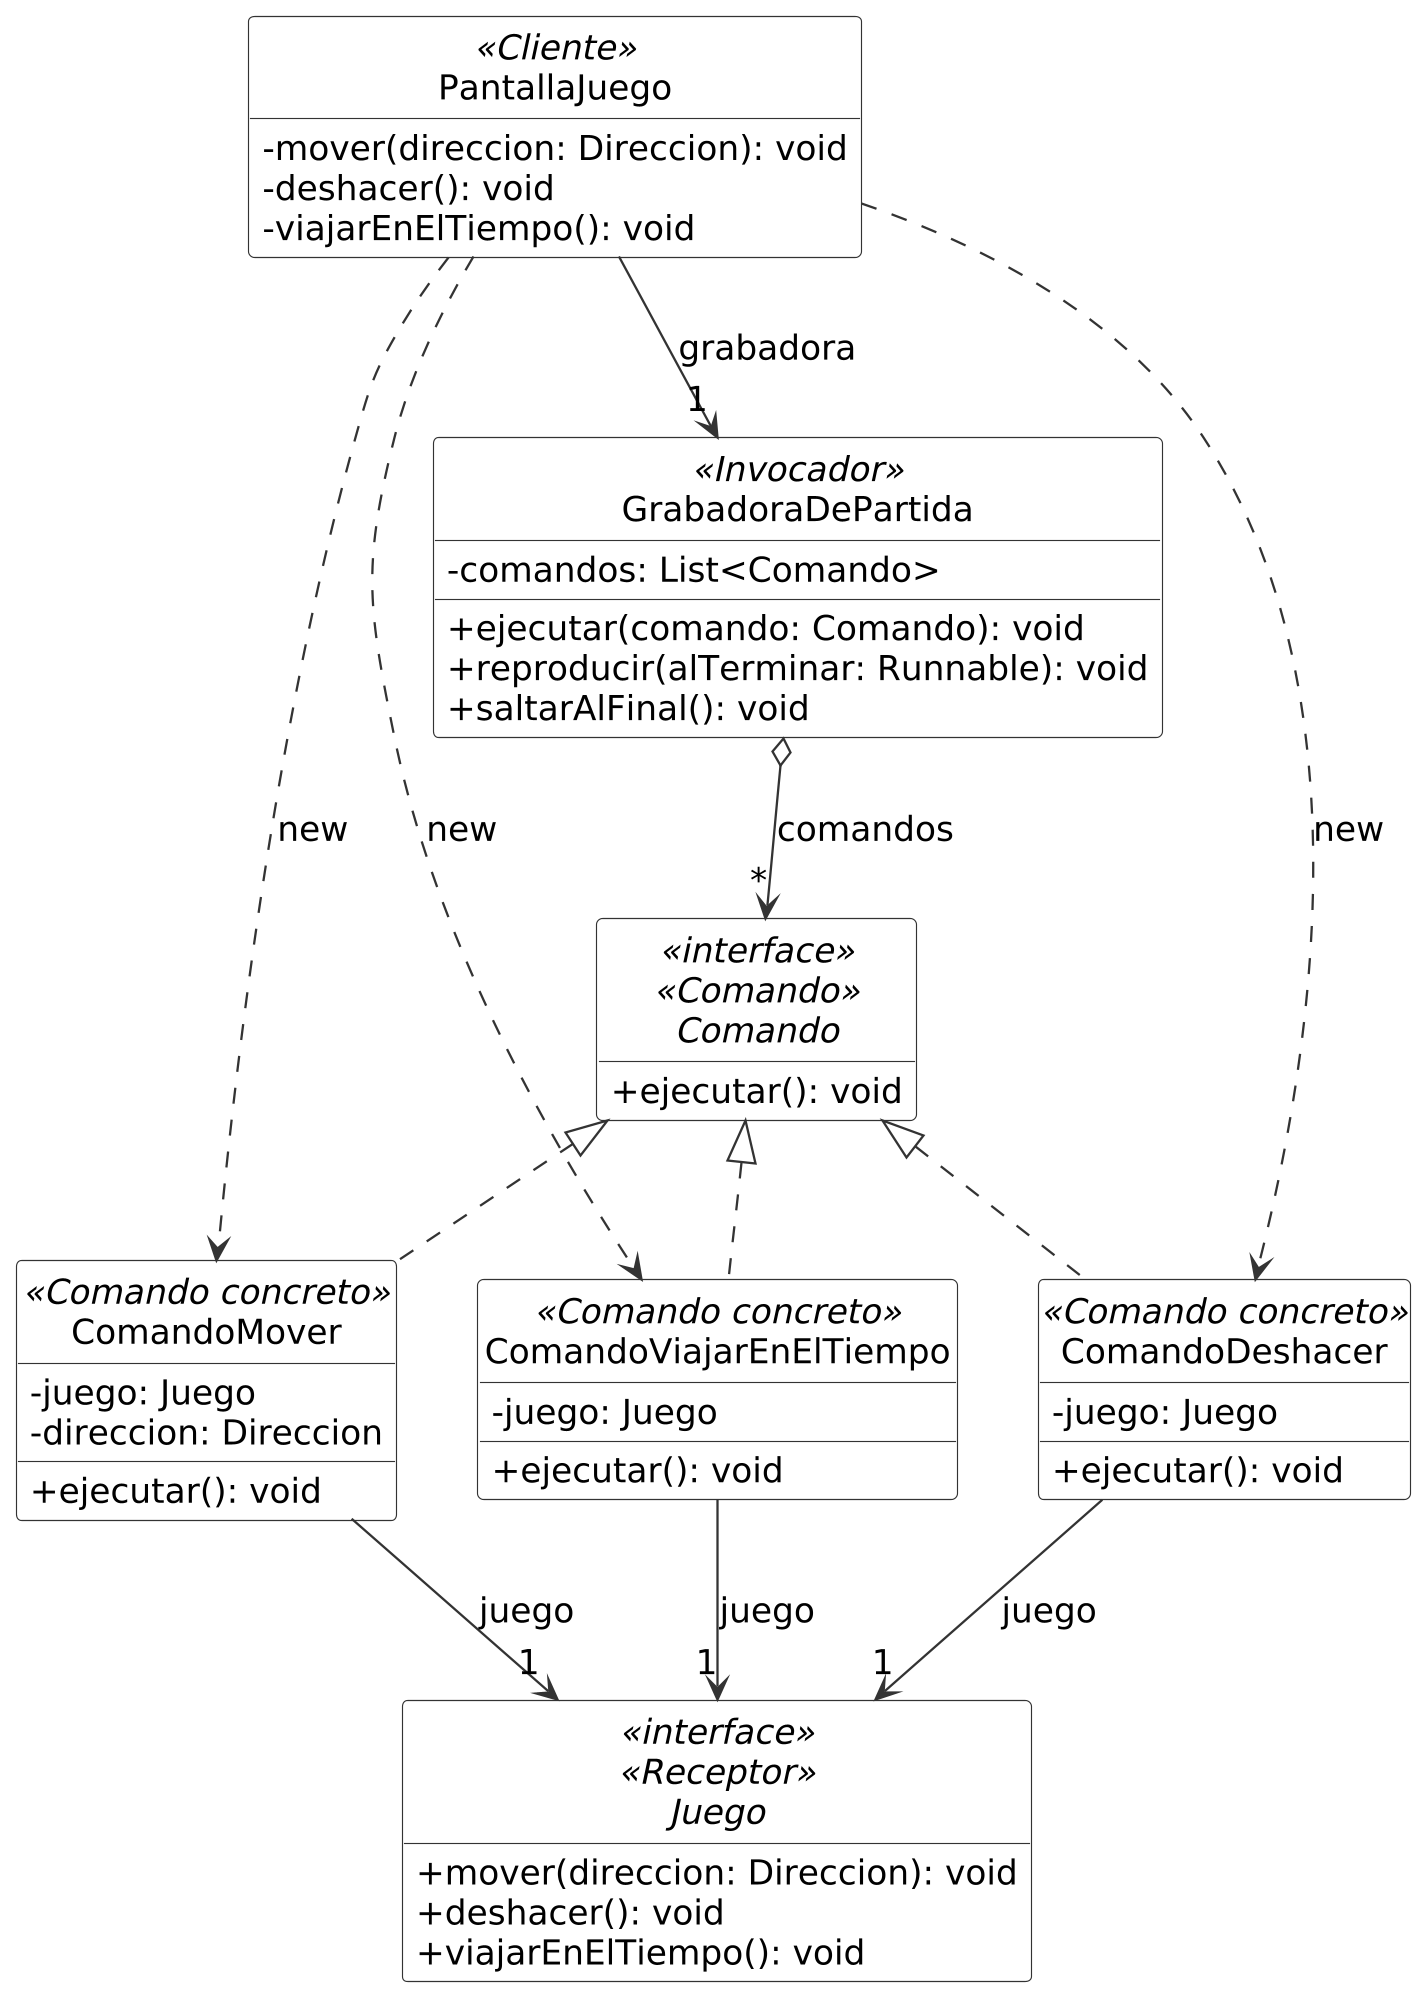 «Cliente»
PantallaJuego
-mover(direccion: Direccion): void
-deshacer(): void
-viajarEnElTiempo(): void
grabadora
1
«Invocador»
GrabadoraDePartida
-comandos: List<Comando>
+ejecutar(comando: Comando): void
+reproducir(alTerminar: Runnable): void
+saltarAlFinal(): void
new
new
comandos
new
*
«interface»
«Comando»
Comando
+ejecutar(): void
«Comando concreto»
ComandoMover
-juego: Juego
-direccion: Direccion
+ejecutar(): void
«Comando concreto»
ComandoViajarEnElTiempo
-juego: Juego
+ejecutar(): void
«Comando concreto»
ComandoDeshacer
-juego: Juego
+ejecutar(): void
juego
juego
juego
1
1
1
«interface»
«Receptor»
Juego
+mover(direccion: Direccion): void
+deshacer(): void
+viajarEnElTiempo(): void